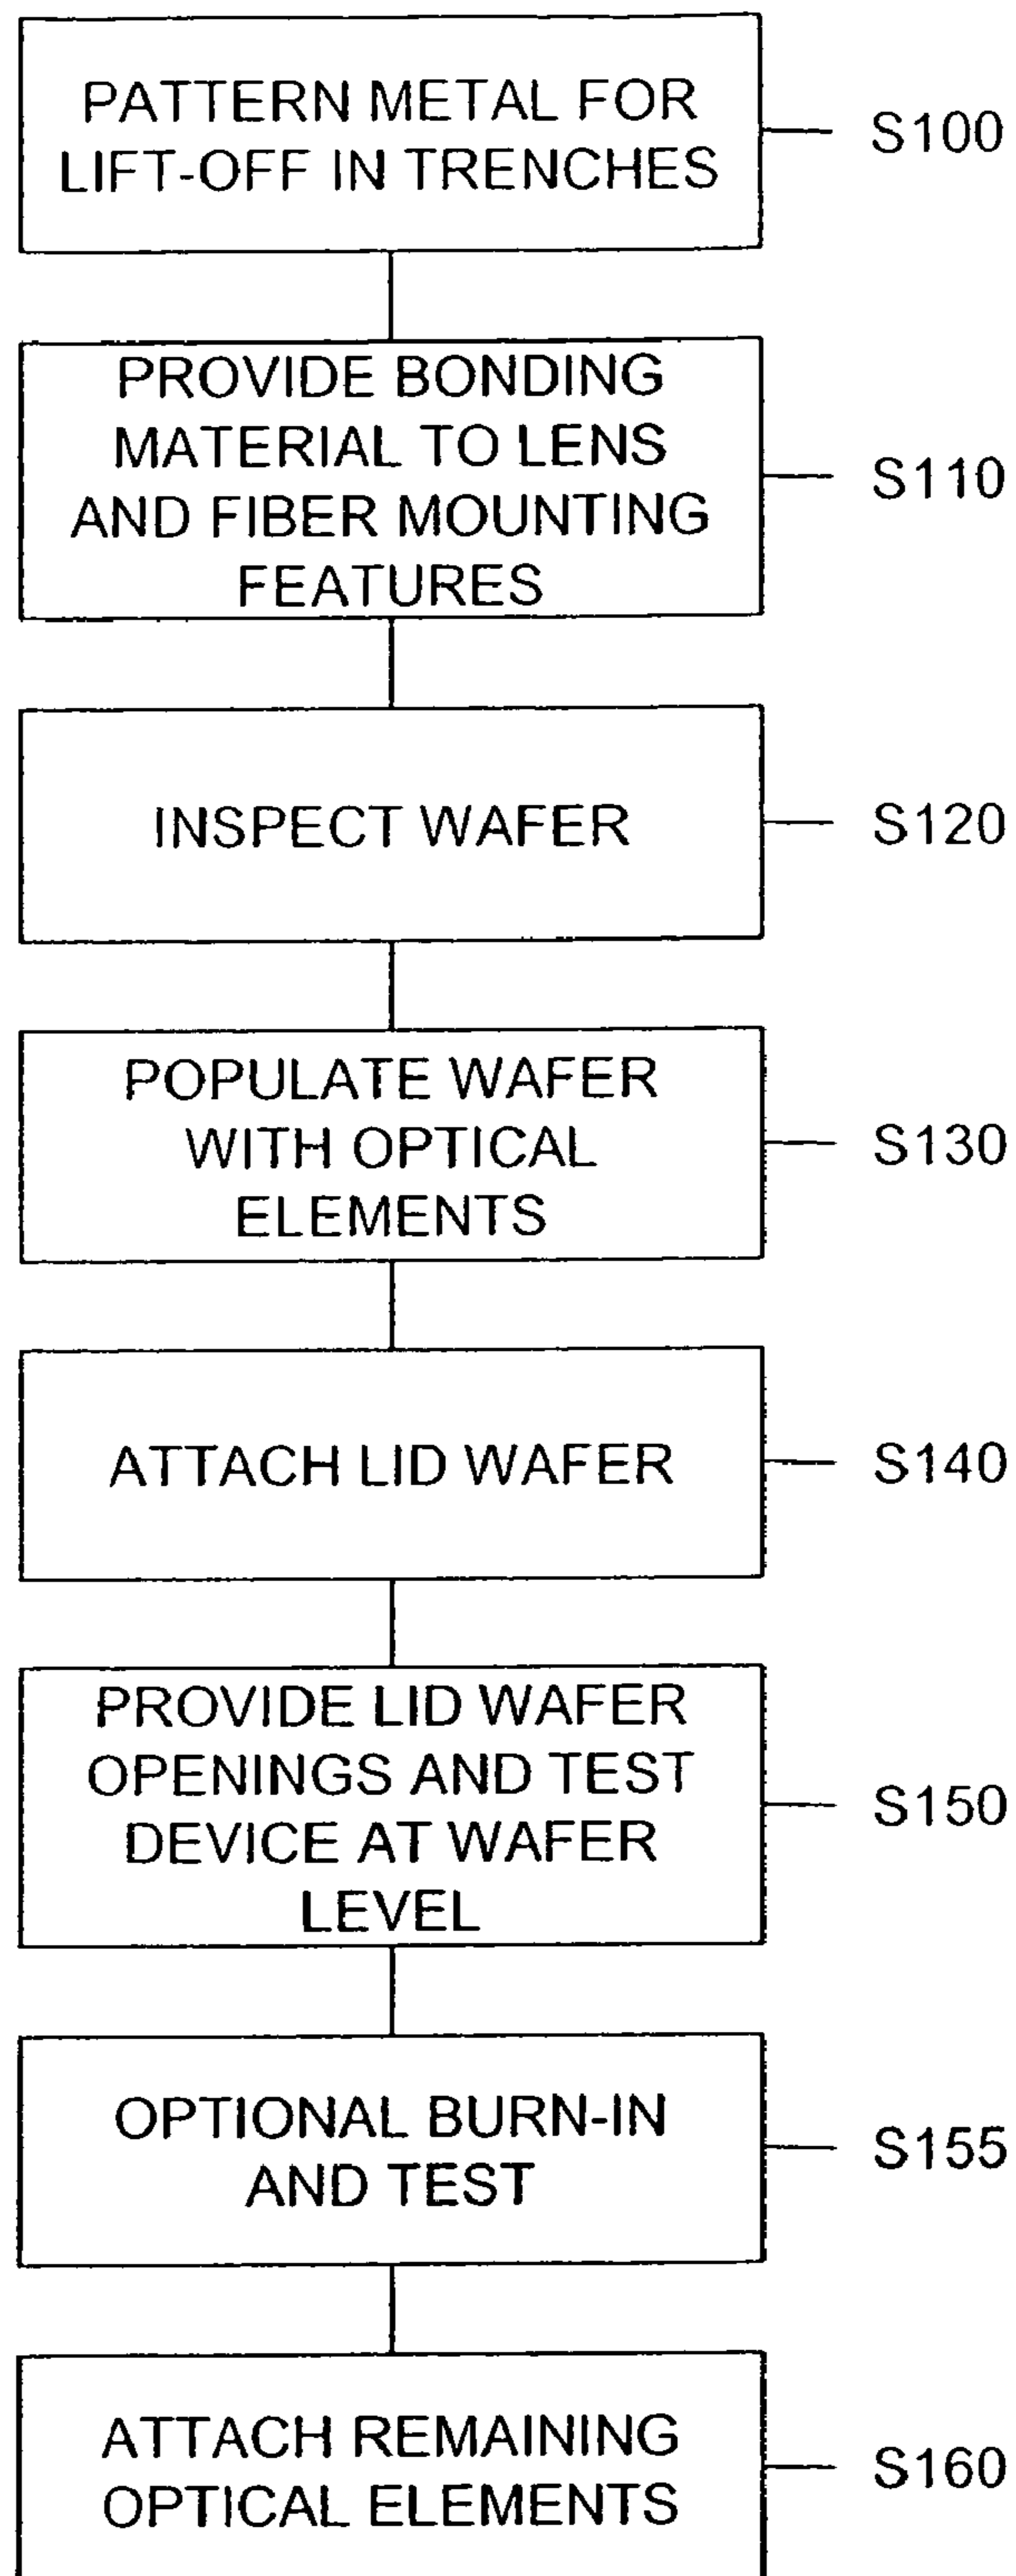 PATTERN METAL FOR
LIFT-OFF IN TRENCHES
S100
PROVIDE BONDING
MATERIAL TO LENS
AND FIBER MOUNTING
FEATURES
S110
INSPECT WAFER
S120
POPULATE WAFER
WITH OPTICAL
ELEMENTS
S130
ATTACH LID WAFER
S140
PROVIDE LID WAFER
OPENINGS AND TEST
DEVICE AT WAFER
LEVEL
S150
OPTIONAL BURN-IN
AND TEST
S155
ATTACH REMAINING
OPTICAL ELEMENTS
S160